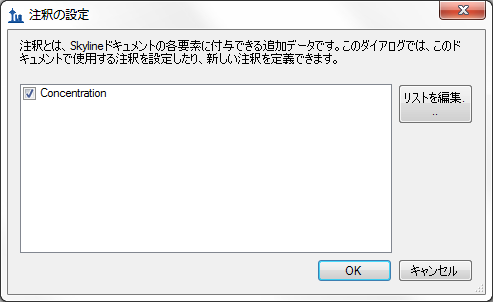 注釈の設定
注釈とは、Skylineドキュメントの各要素に付与できる追加データです。このダイアログでは、このド
キュメントで使用する注釈を設定したり、新しい注釈を定義できます。
Concentration
リストを編集.
..
OK
キャンセル